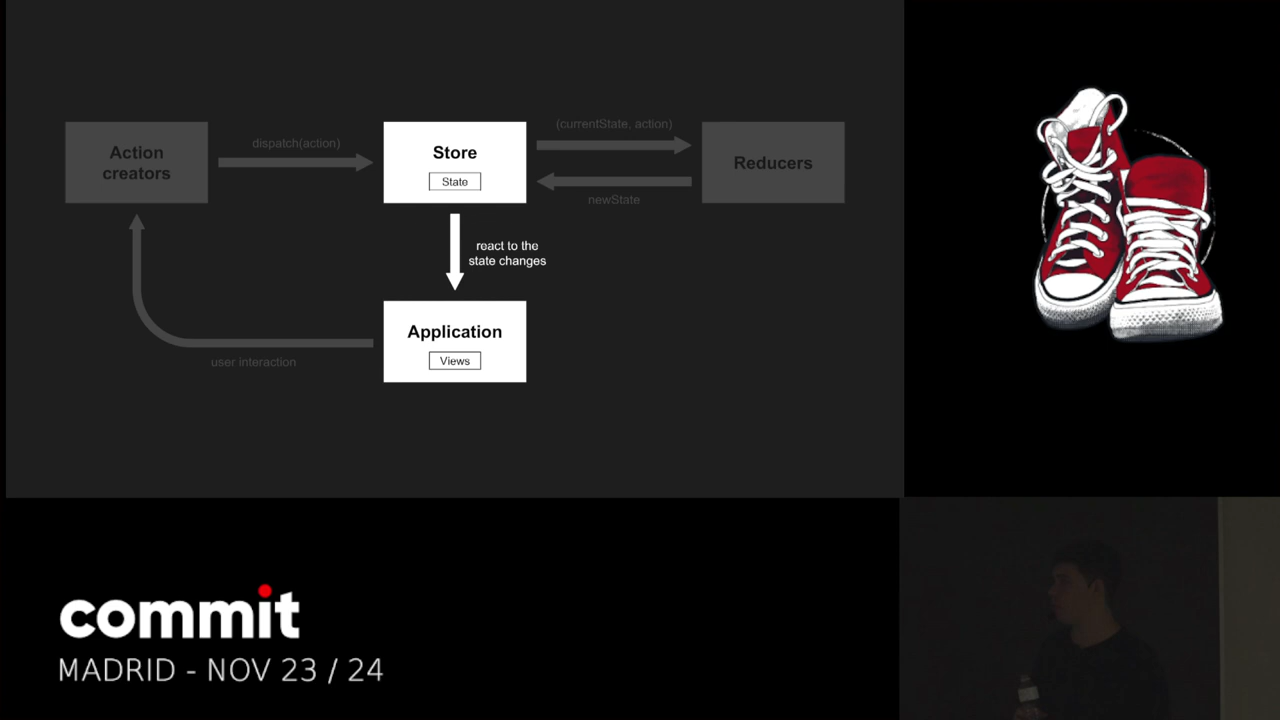 Action
creators
dispatch(action)
Store
State
(currentState, action)
newState
Reducers
react to the
state changes
Application
Views
user interaction
commit
MADRID - NOV 23 / 24